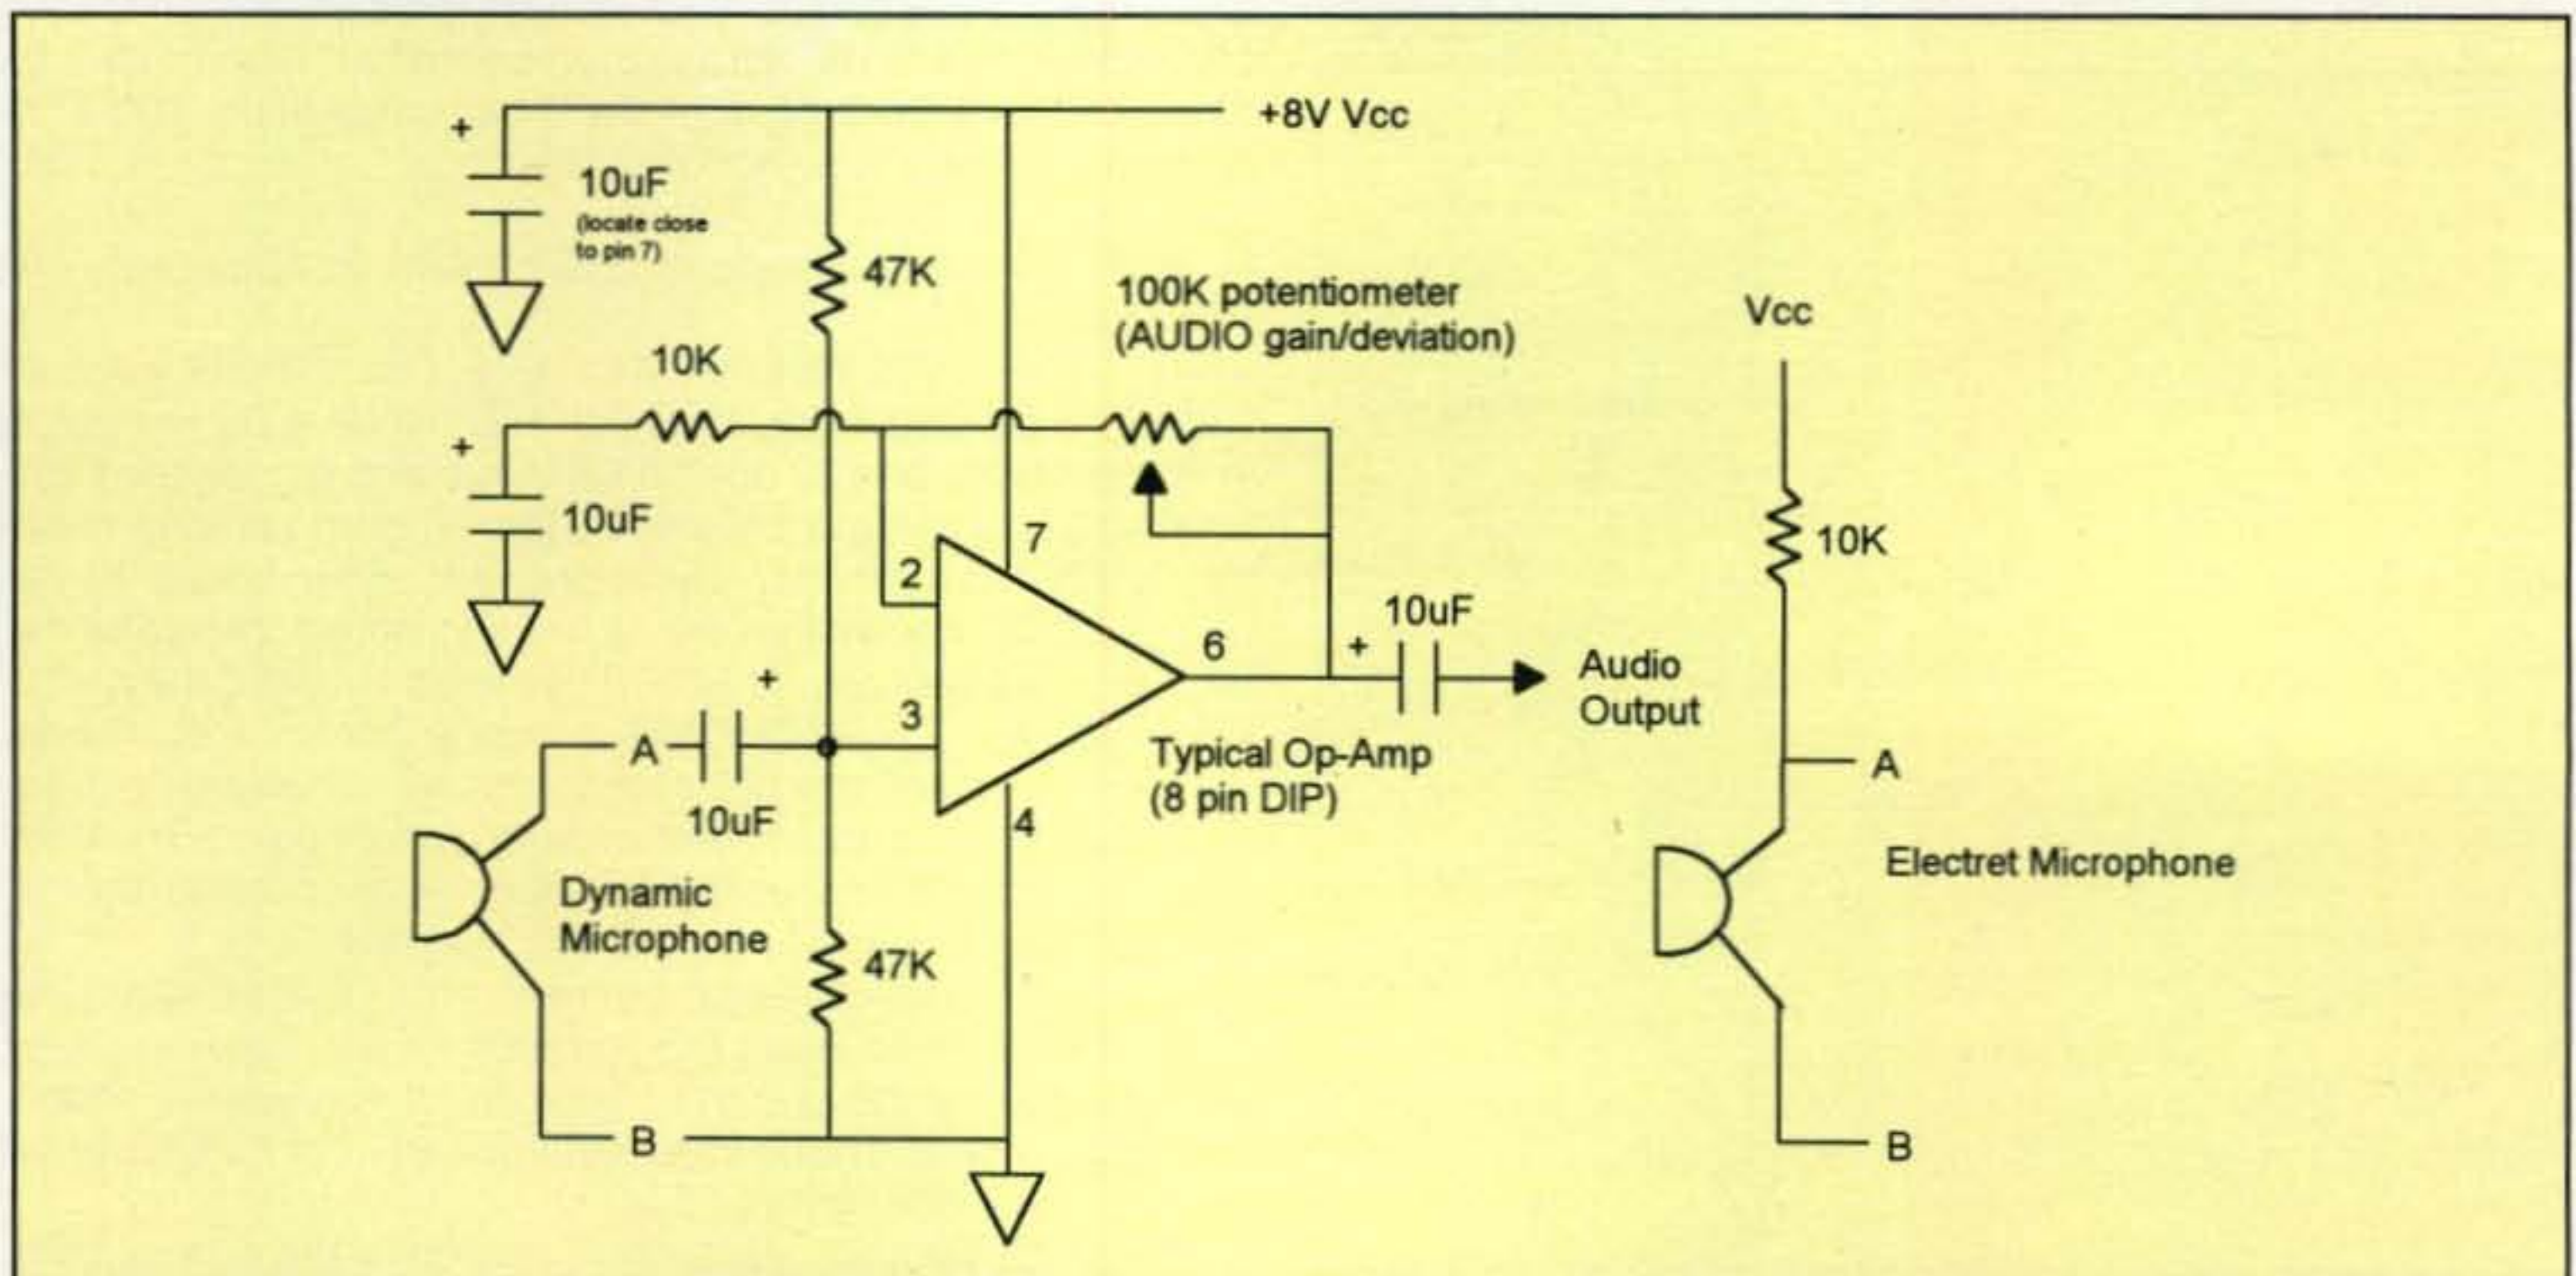 +8V Vcc
+
10uF
(locate close
to pin 7)
47K
100K potentiometer
(AUDIO gain/deviation)
Vcc
10K
+
10uF
7
2
10K
10uF
6
+
Audio
Output
+
3
A
10uF
Typical Op-Amp
(8 pin DIP)
A
4
Dynamic
Microphone
Electret Microphone
47K
B
B